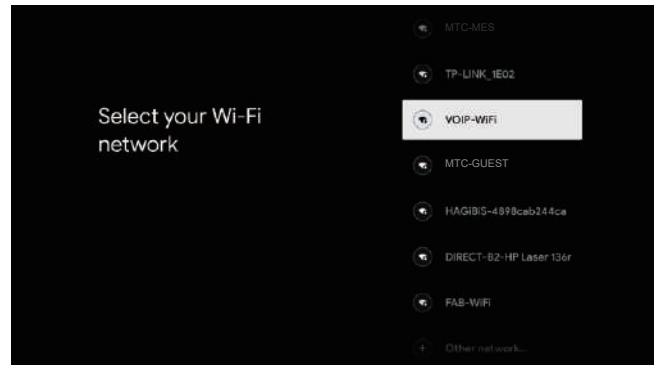 Select your Wi-Fi
network
MTC-MES
TP-LINK_1E02
VOIP-WiFi
MTC-GUEST
HAGiBiS-4898cab244ca
DIRECT-B2-HP Laser 136r
FAB-WiFi
Other network...